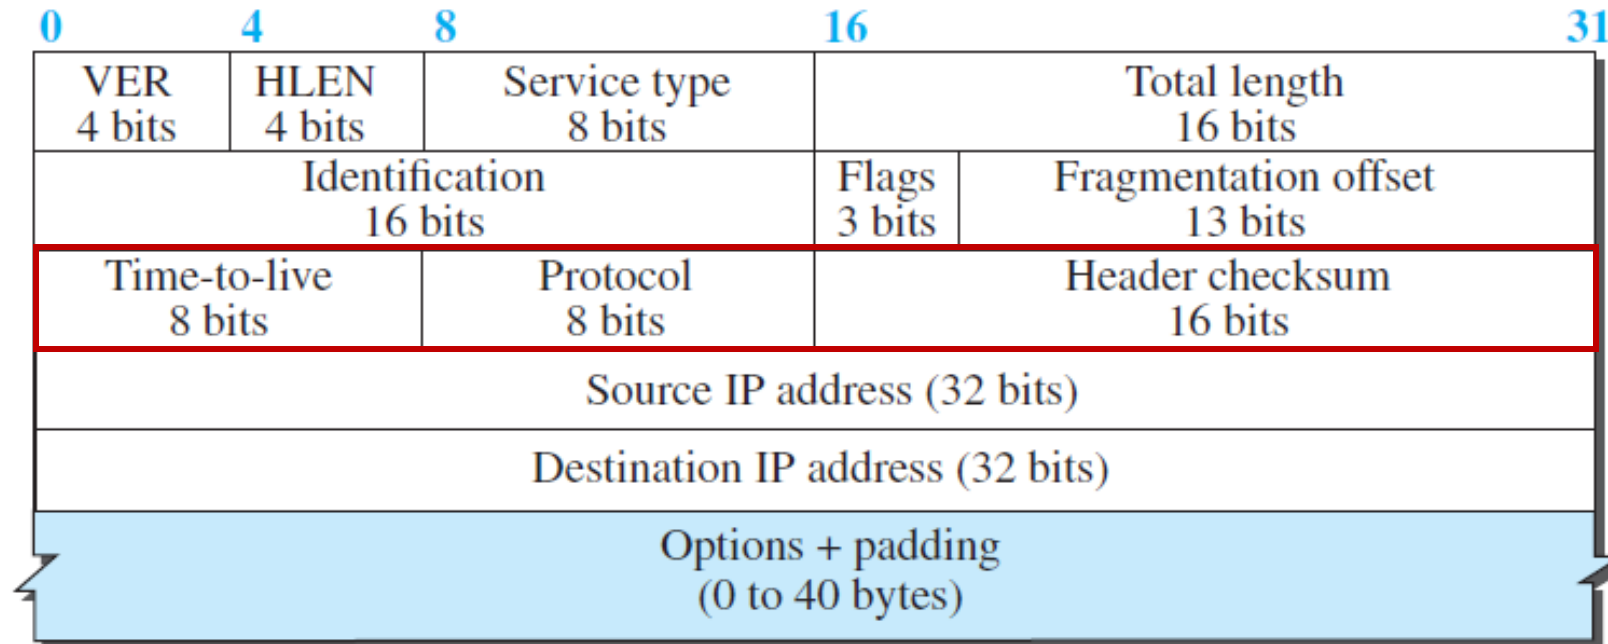 0 4 8 16 31
VER HLEN Service type Total length
4 bits 4 bits 8 bits 16 bits
Identification Flags Fragmentation offset
16 bits 3 bits 13 bits
Time-to-live Protocol Header checksum
8 bits 8 bits 16 bits
Source IP address (32 bits)
Destination IP address (32 bits)
Options + padding
(0 to 40 bytes)